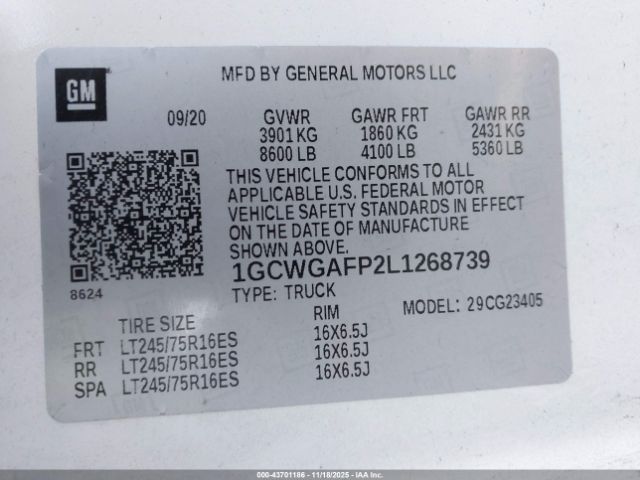 GM
MFD BY GENERAL MOTORS LLC
09/20 GVWR GAWR FRT GAWR RR
3901 KG 1860 KG 2431 KG
8600 LB 4100 LB 5360 LB
THIS VEHICLE CONFORMS TO ALL
APPLICABLE U.S. FEDERAL MOTOR
VEHICLE SAFETY STANDARDS IN EFFECT
ON THE DATE OF MANUFACTURE
SHOWN ABOVE.
1GCWGAFP2L1268739
8624
TYPE: TRUCK
MODEL: 29CG23405
TIRE SIZE RIM
FRT LT245/75R16ES 16X6.5J
RR LT245/75R16ES 16X6.5J
SPA LT245/75R16ES 16X6.5J
000-43701186 - 11/18/2025 - IAAI.com